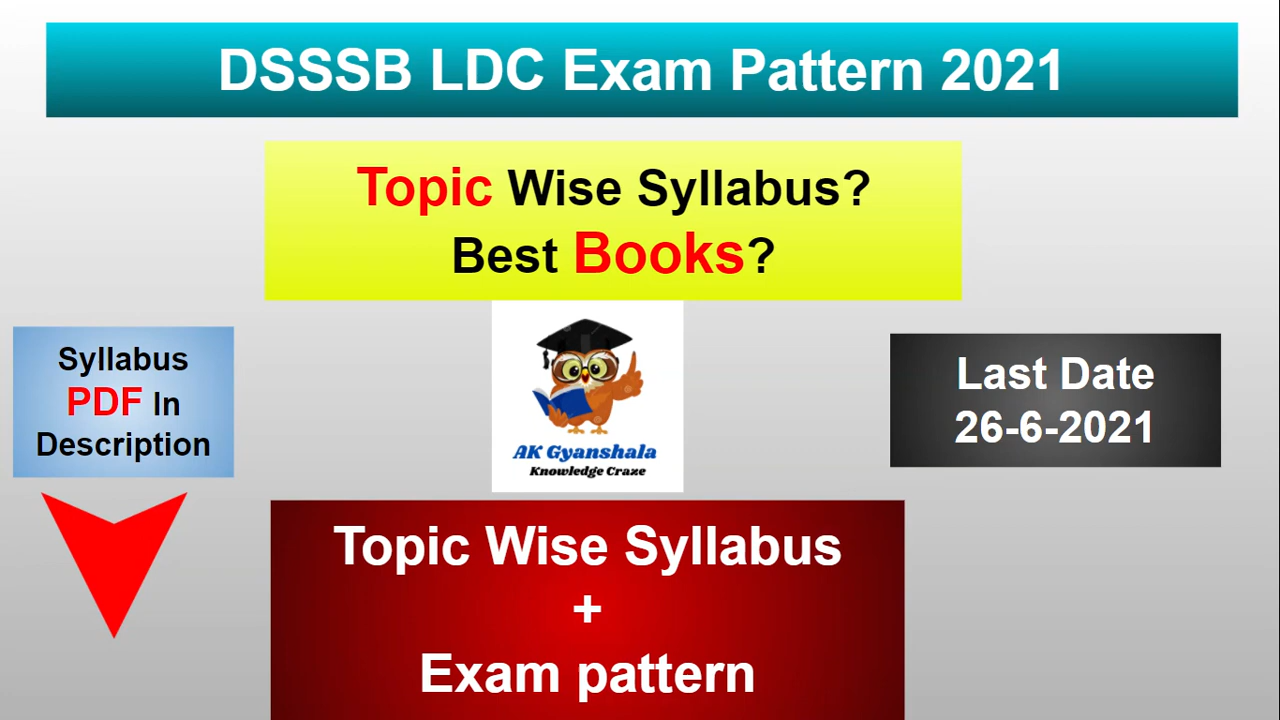 DSSSB LDC Exam Pattern 2021
Topic Wise Syllabus?
Best Books?
Syllabus
PDF In
Description
AK Gyanshala
Knowledge Craze
Last Date
26-6-2021
Topic Wise Syllabus
+
Exam pattern